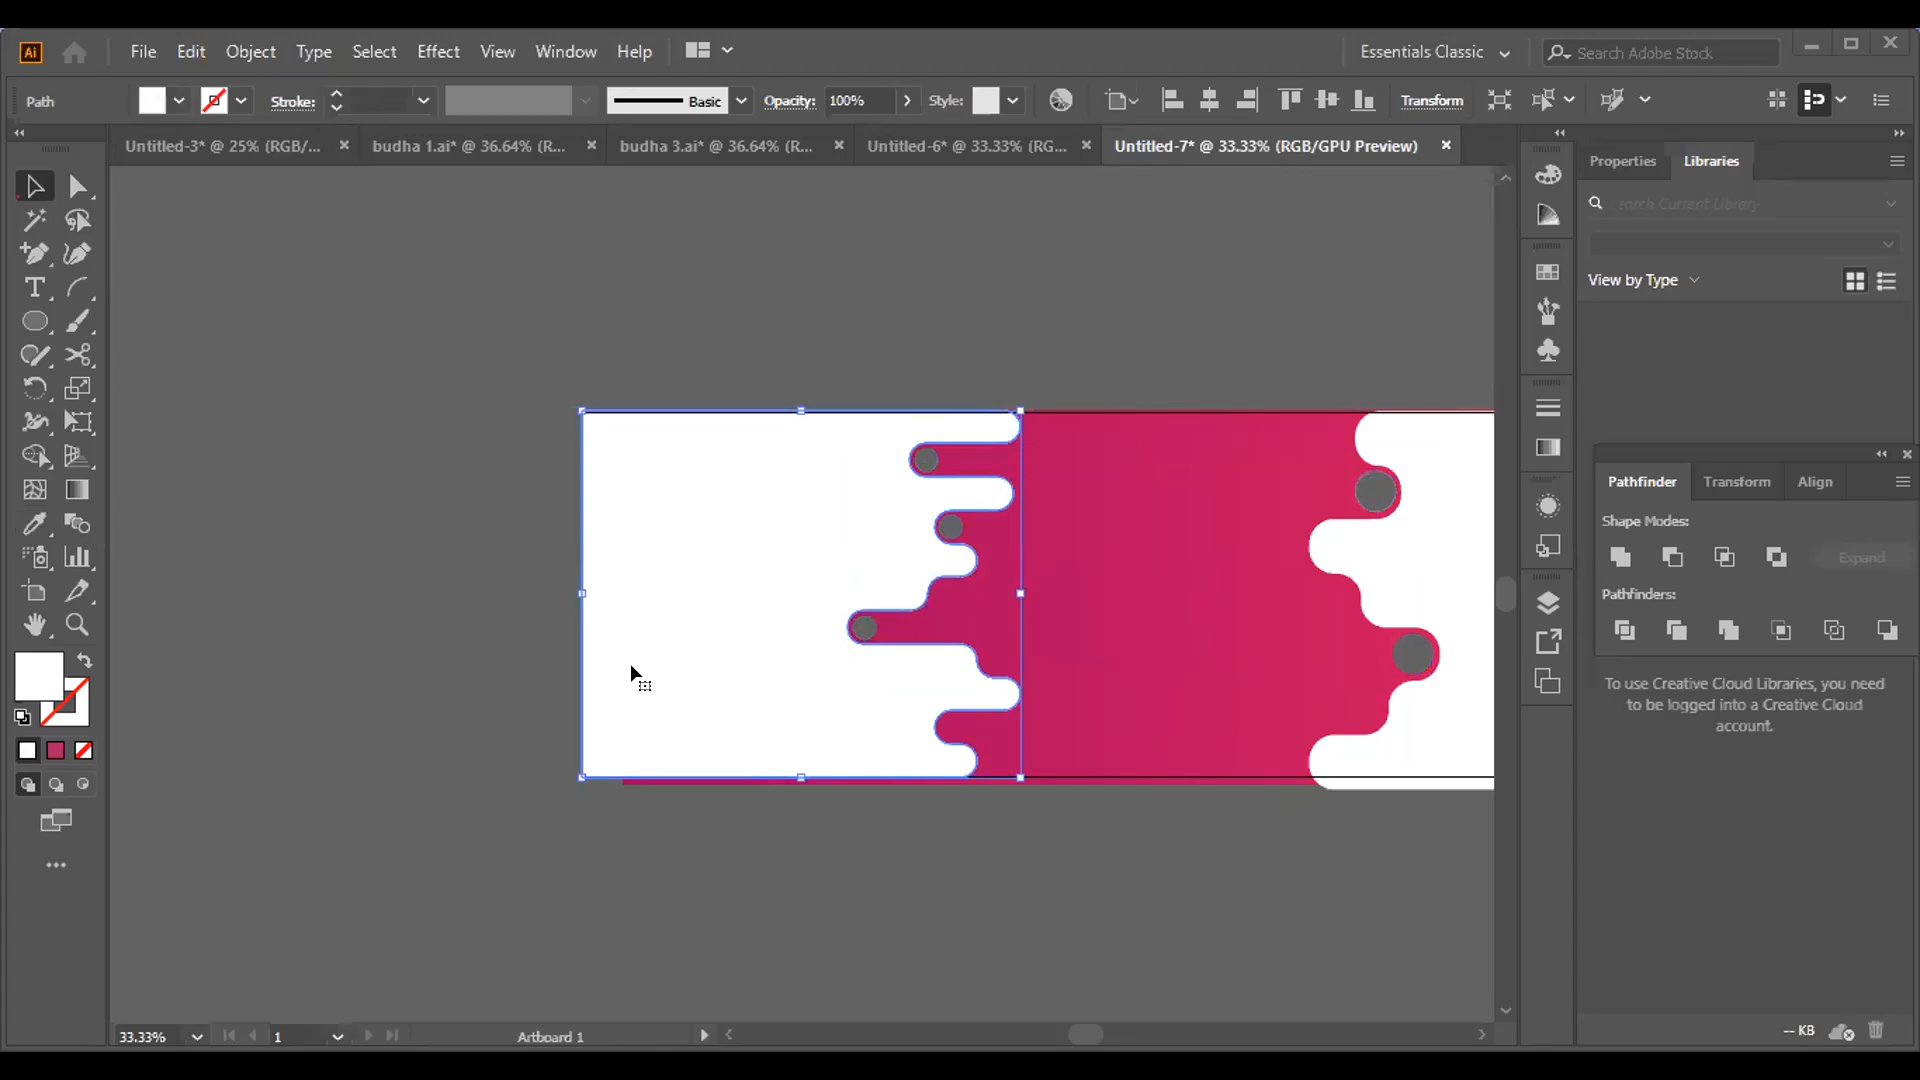 Ai File Edit Object Type Select Effect View Window Help Essentials Classic Search Adobe Stock
Path Stroke: Basic Opacity: 100% Style: Transform
Untitled-3* @ 25% (RGB/... budha 1.ai* @ 36.64% (R... budha 3.ai* @ 36.64% (R... Untitled-6* @ 33.33% (RG... Untitled-7* @ 33.33% (RGB/GPU Preview)
Properties Libraries
earch Current Library
View by Type
Pathfinder Transform Align
Shape Modes:
Expand
Pathfinders:
To use Creative Cloud Libraries, you need
to be logged into a Creative Cloud
account.
33.33% 1 Artboard 1
-- KB